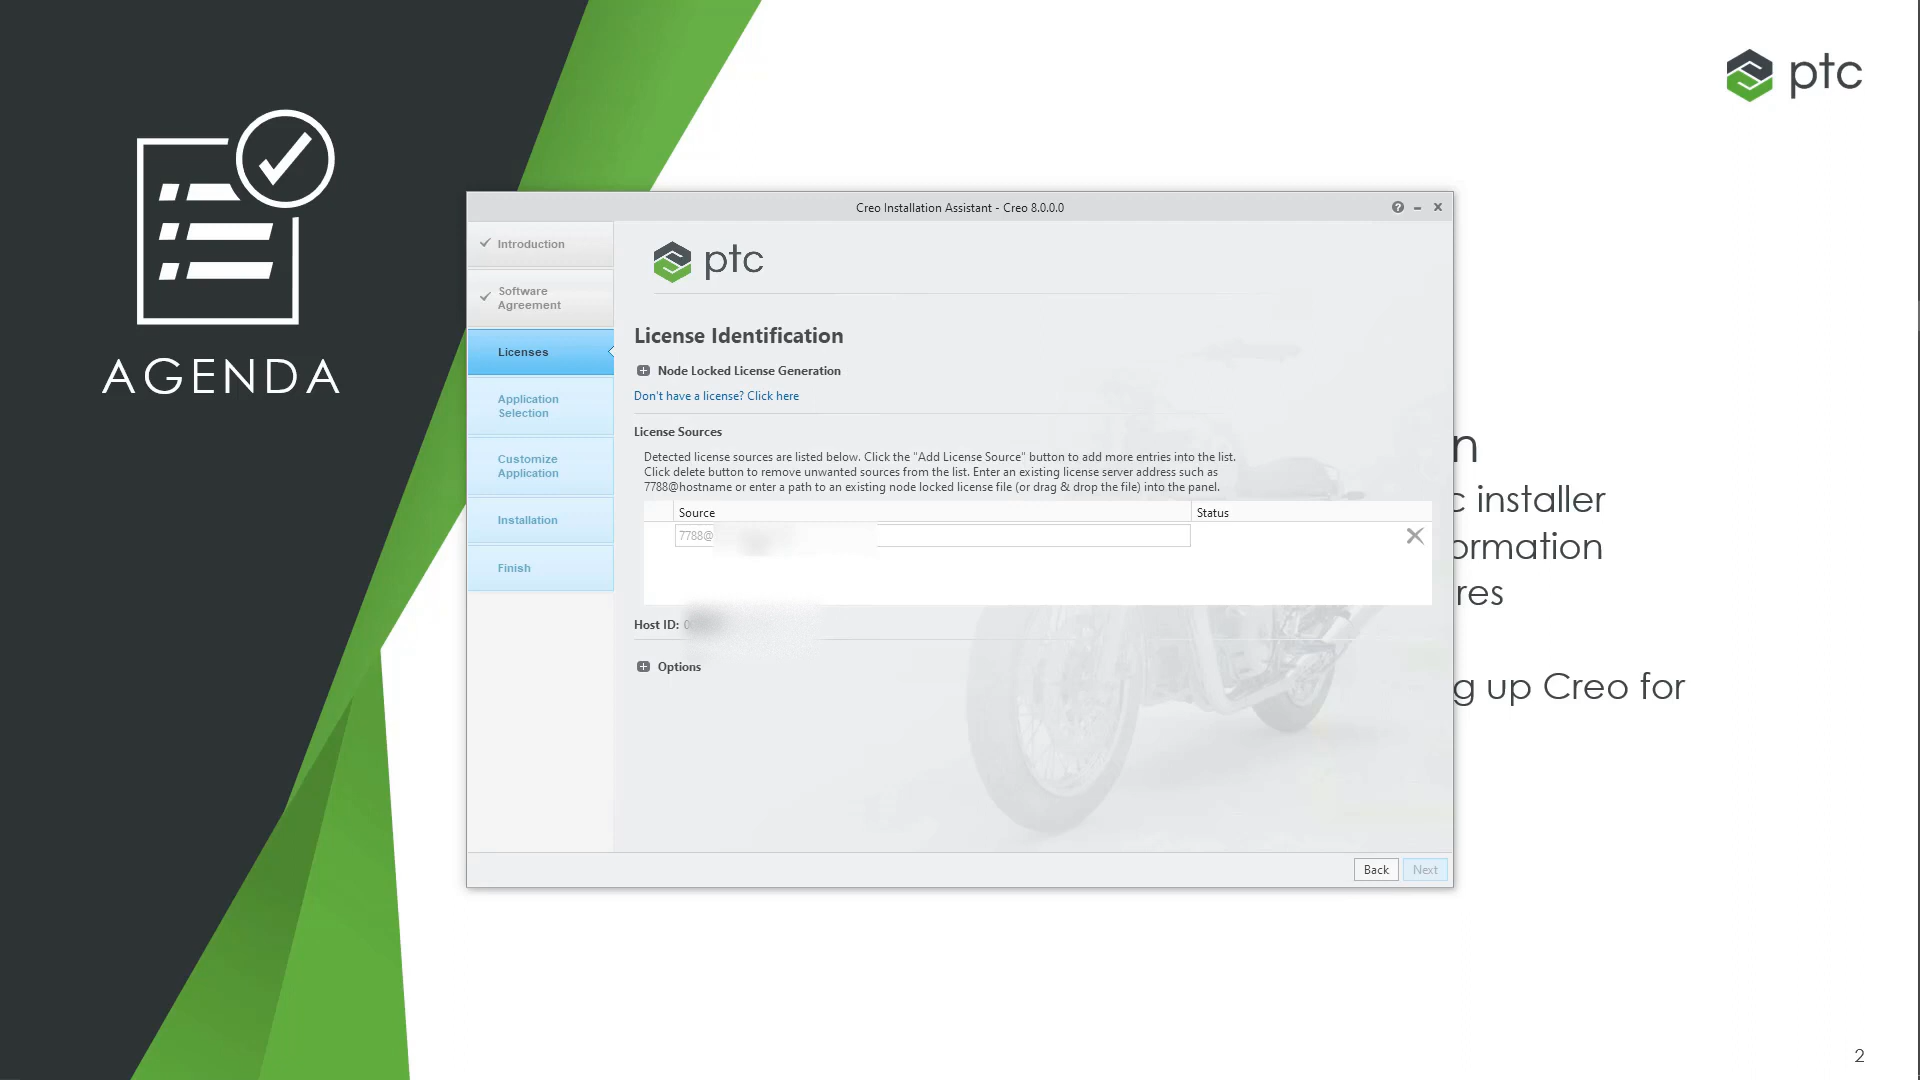 ptc
AGENDA
Creo Installation Assistant - Creo 8.0.0.0
Introduction
Software
Agreement
Licenses
Application
Selection
Customize
Application
Installation
Finish
ptc
License Identification
Node Locked License Generation
Don't have a license? Click here
License Sources
Detected license sources are listed below. Click the "Add License Source" button to add more entries into the list.
Click delete button to remove unwanted sources from the list. Enter an existing license server address such as
7788@hostname or enter a path to an existing node locked license file (or drag & drop the file) into the panel.
Source Status
7788@
Host ID:
Options
Back Next
n
c installer
ormation
res
g up Creo for
2